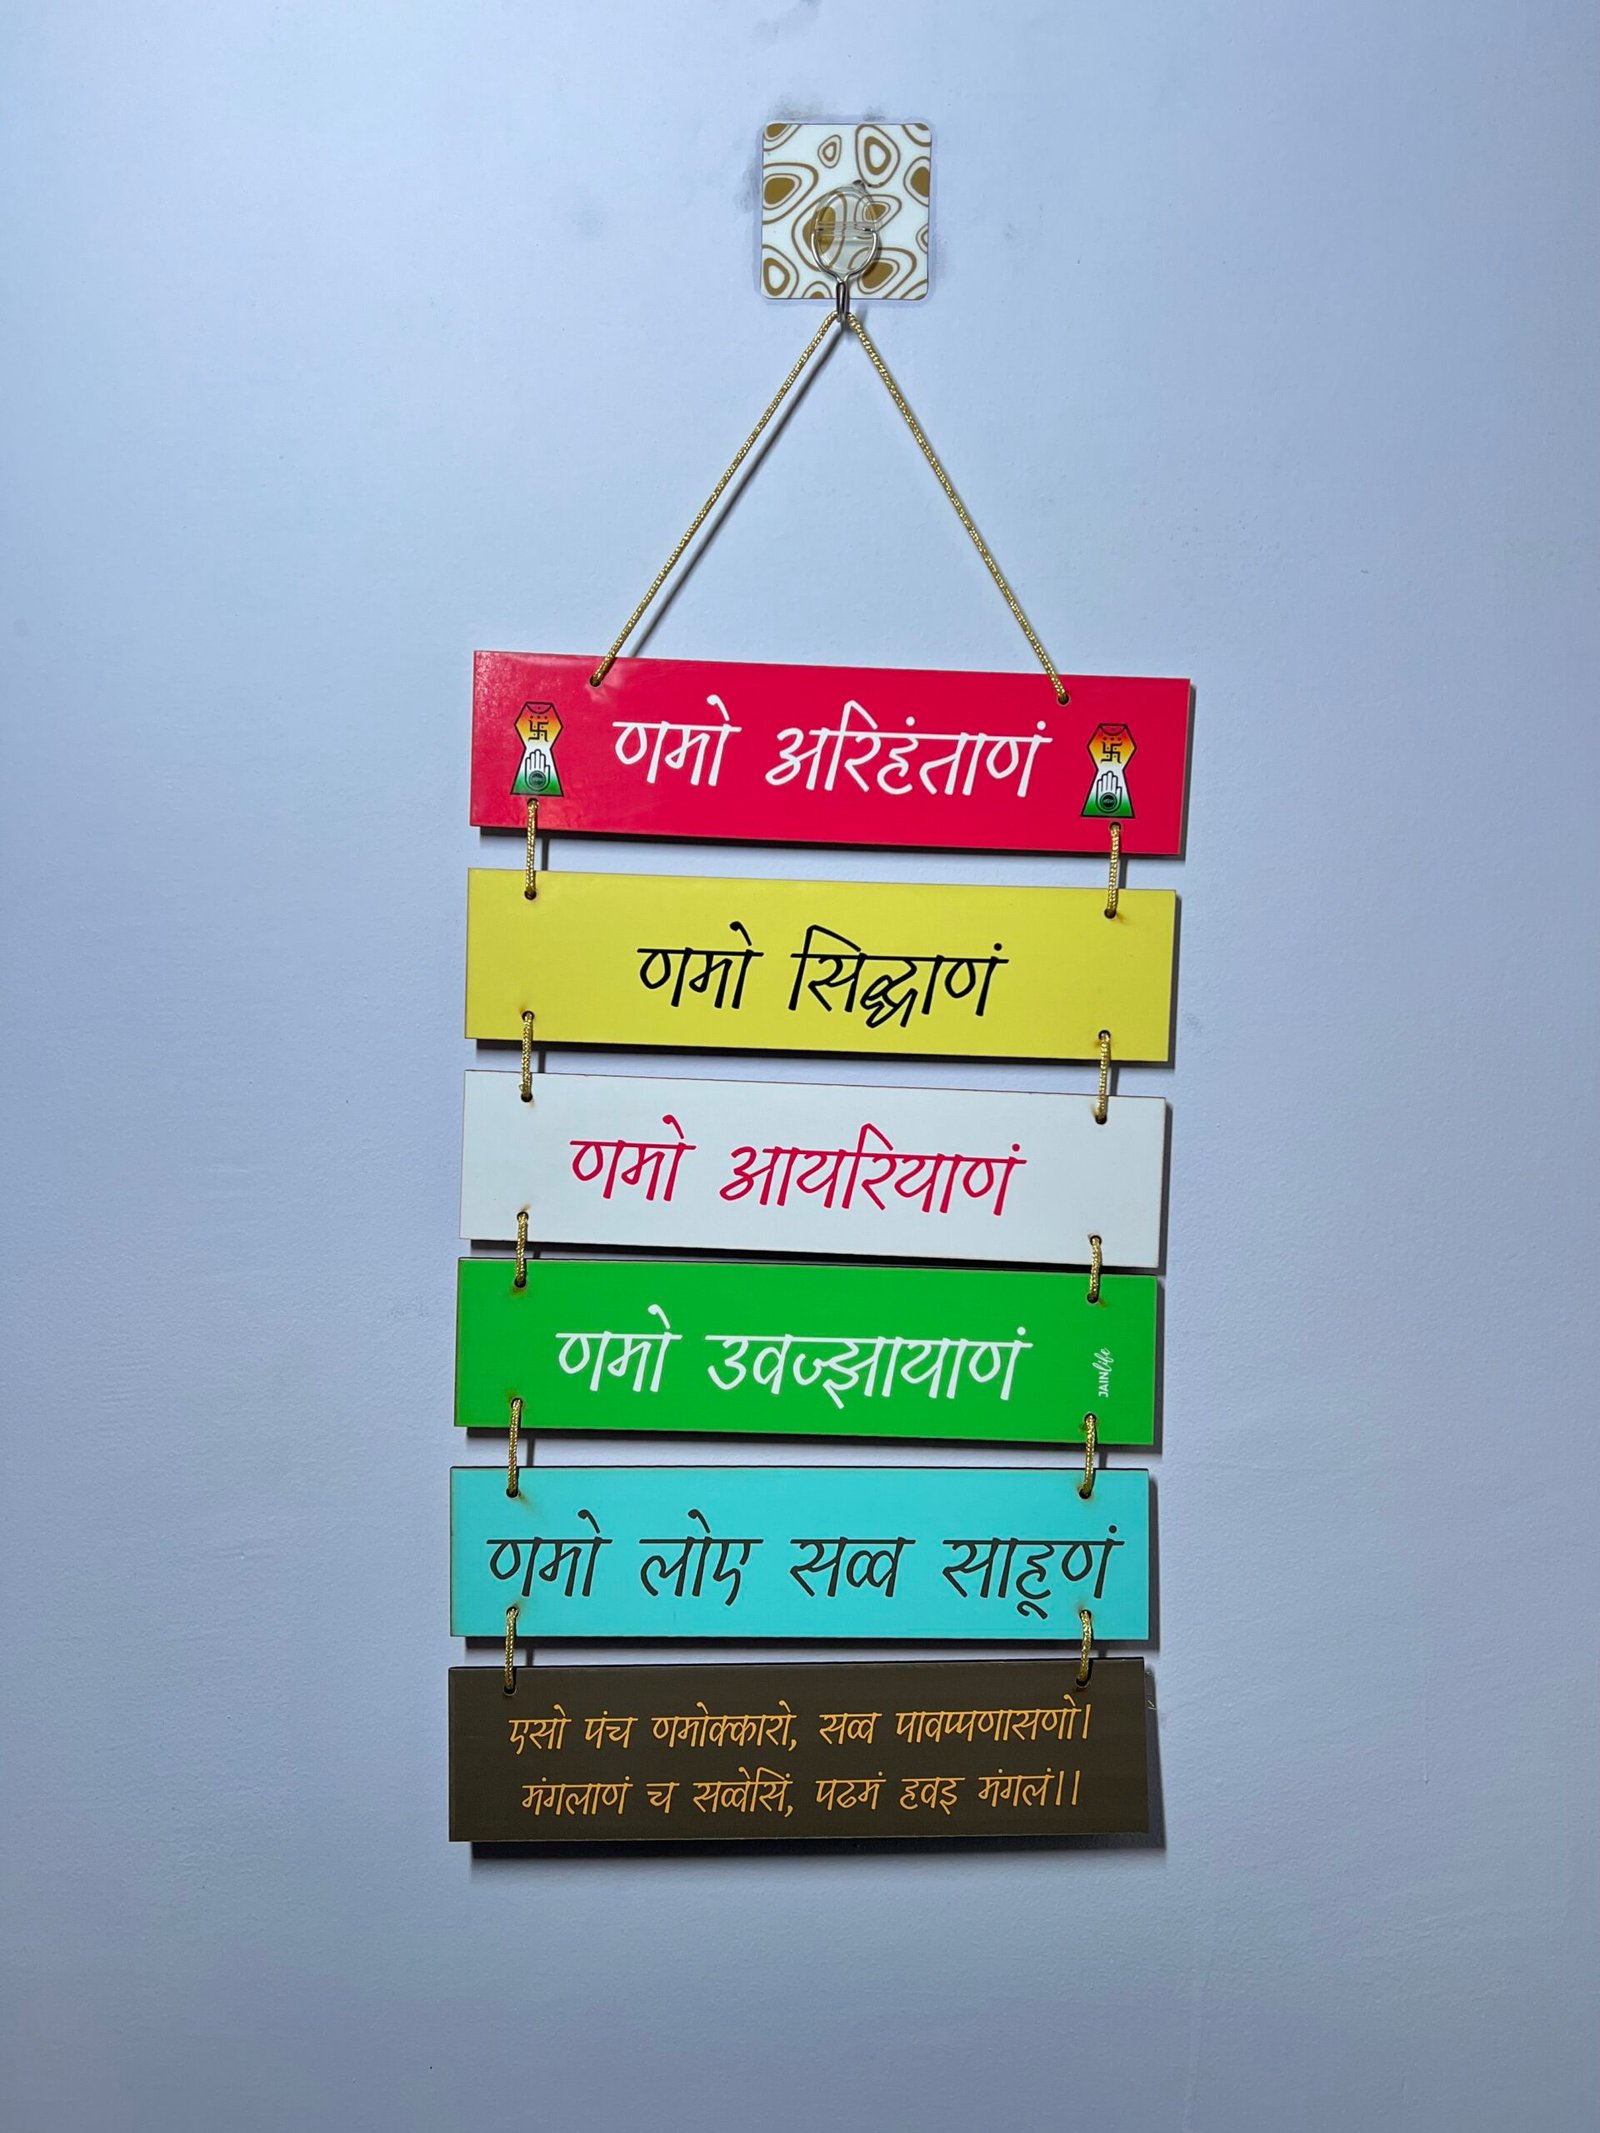 णमो अरिहंताणं
णमो सिद्धाणं
णमो आयरियाणं
णमो उवज्झायाणं
JAINlife
णमो लोए सव्व साहूणं
एसो पंच णमोक्कारो, सव्व पावप्पणासणो।
मंगलाणं च सव्वेसिं, पढमं हवइ मंगलं।।